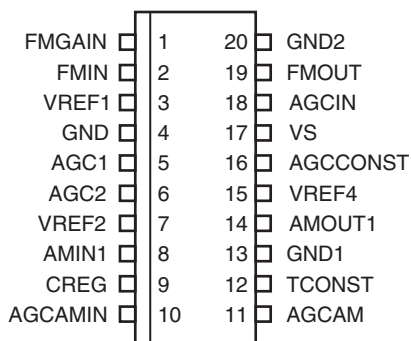 FMGAIN 1 20 GND2
FMIN 2 19 FMOUT
VREF1 3 18 AGCIN
GND 4 17 VS
AGC1 5 16 AGCCONST
AGC2 6 15 VREF4
VREF2 7 14 AMOUT1
AMIN1 8 13 GND1
CREG 9 12 TCONST
AGCAMIN 10 11 AGCAM